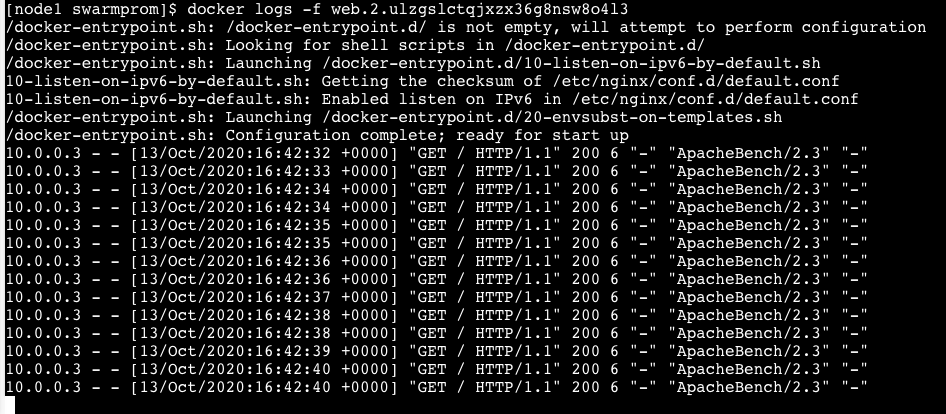 [node1 swarmprom]$ docker logs -f web.2.ulzgslctqjxzx36g8nsw8o4l3
/docker-entrypoint.sh: /docker-entrypoint.d/ is not empty, will attempt to perform configuration
/docker-entrypoint.sh: Looking for shell scripts in /docker-entrypoint.d/
/docker-entrypoint.sh: Launching /docker-entrypoint.d/10-listen-on-ipv6-by-default.sh
10-listen-on-ipv6-by-default.sh: Getting the checksum of /etc/nginx/conf.d/default.conf
10-listen-on-ipv6-by-default.sh: Enabled listen on IPv6 in /etc/nginx/conf.d/default.conf
/docker-entrypoint.sh: Launching /docker-entrypoint.d/20-envsubst-on-templates.sh
/docker-entrypoint.sh: Configuration complete; ready for start up
10.0.0.3 - - [13/Oct/2020:16:42:32 +0000] "GET / HTTP/1.1" 200 6 "-" "ApacheBench/2.3" "-"
10.0.0.3 - - [13/Oct/2020:16:42:33 +0000] "GET / HTTP/1.1" 200 6 "-" "ApacheBench/2.3" "-"
10.0.0.3 - - [13/Oct/2020:16:42:34 +0000] "GET / HTTP/1.1" 200 6 "-" "ApacheBench/2.3" "-"
10.0.0.3 - - [13/Oct/2020:16:42:34 +0000] "GET / HTTP/1.1" 200 6 "-" "ApacheBench/2.3" "-"
10.0.0.3 - - [13/Oct/2020:16:42:35 +0000] "GET / HTTP/1.1" 200 6 "-" "ApacheBench/2.3" "-"
10.0.0.3 - - [13/Oct/2020:16:42:35 +0000] "GET / HTTP/1.1" 200 6 "-" "ApacheBench/2.3" "-"
10.0.0.3 - - [13/Oct/2020:16:42:36 +0000] "GET / HTTP/1.1" 200 6 "-" "ApacheBench/2.3" "-"
10.0.0.3 - - [13/Oct/2020:16:42:36 +0000] "GET / HTTP/1.1" 200 6 "-" "ApacheBench/2.3" "-"
10.0.0.3 - - [13/Oct/2020:16:42:37 +0000] "GET / HTTP/1.1" 200 6 "-" "ApacheBench/2.3" "-"
10.0.0.3 - - [13/Oct/2020:16:42:38 +0000] "GET / HTTP/1.1" 200 6 "-" "ApacheBench/2.3" "-"
10.0.0.3 - - [13/Oct/2020:16:42:38 +0000] "GET / HTTP/1.1" 200 6 "-" "ApacheBench/2.3" "-"
10.0.0.3 - - [13/Oct/2020:16:42:39 +0000] "GET / HTTP/1.1" 200 6 "-" "ApacheBench/2.3" "-"
10.0.0.3 - - [13/Oct/2020:16:42:40 +0000] "GET / HTTP/1.1" 200 6 "-" "ApacheBench/2.3" "-"
10.0.0.3 - - [13/Oct/2020:16:42:40 +0000] "GET / HTTP/1.1" 200 6 "-" "ApacheBench/2.3" "-"